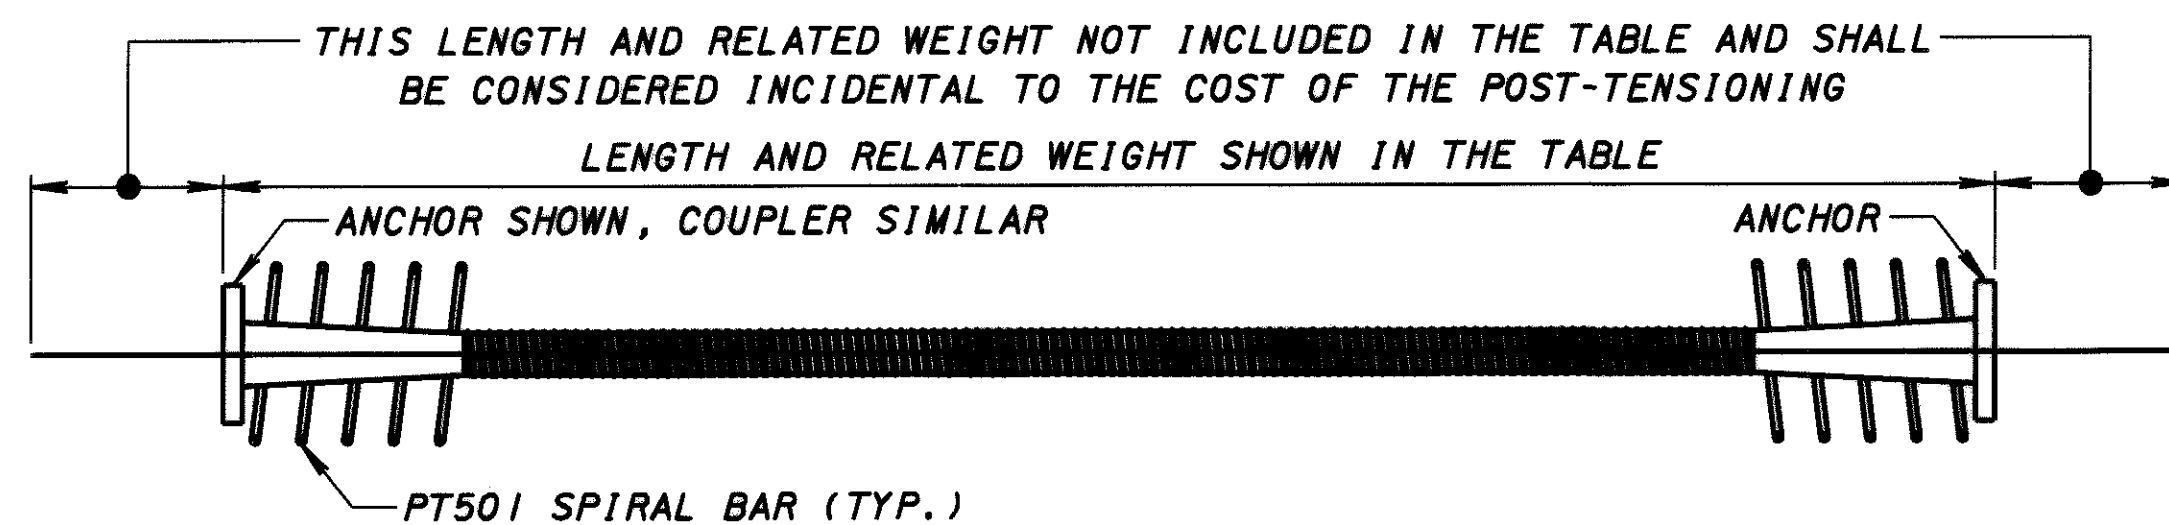 THIS LENGTH AND RELATED WEIGHT NOT INCLUDED IN THE TABLE AND SHALL
BE CONSIDERED INCIDENTAL TO THE COST OF THE POST-TENSIONING
LENGTH AND RELATED WEIGHT SHOWN IN THE TABLE
ANCHOR SHOWN, COUPLER SIMILAR
ANCHOR
PT501 SPIRAL BAR (TYP.)